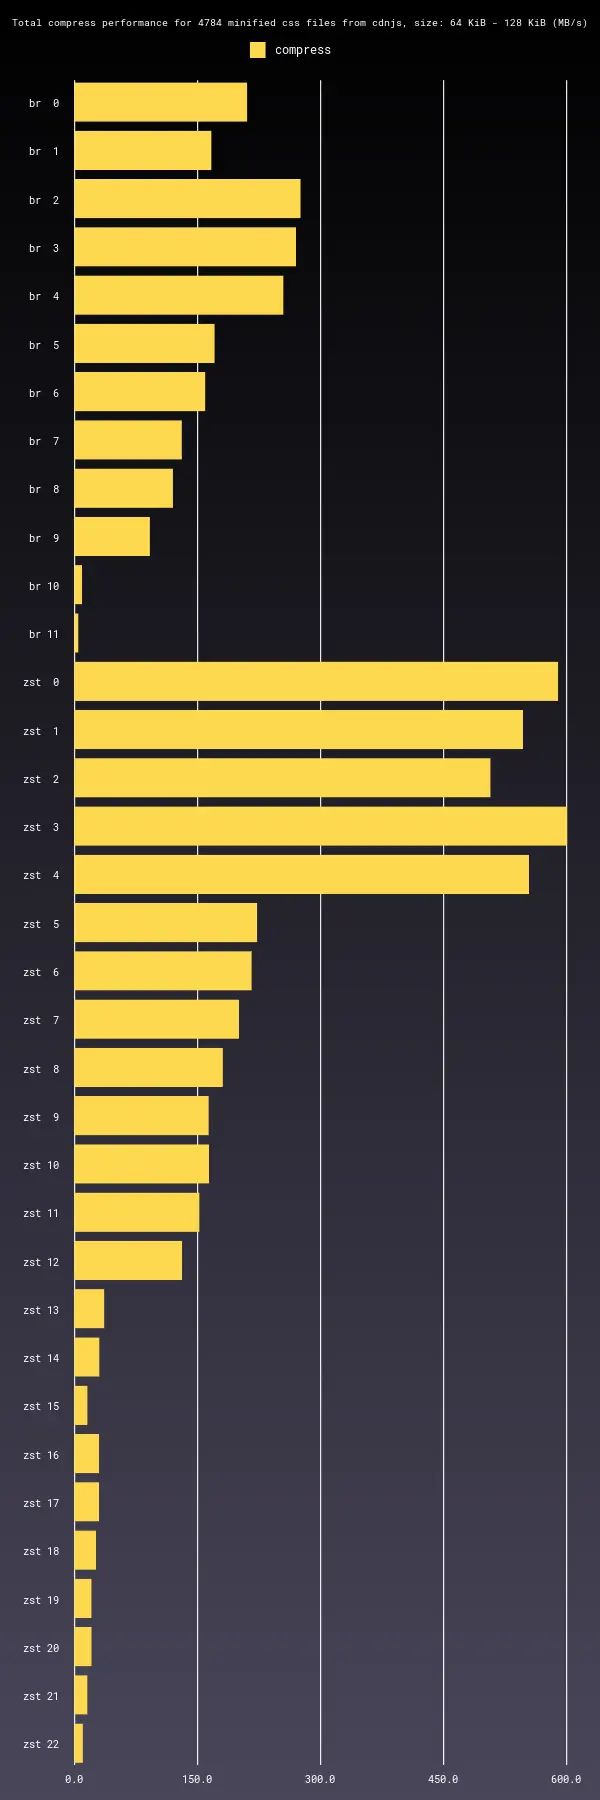 Total compress performance for 4784 minified css files from cdnjs, size: 64 KiB - 128 KiB (MB/s)
compress
br 0
br 1
br 2
br 3
br 4
br 5
br 6
br 7
br 8
br 9
br 10
br 11
zst 0
zst 1
zst 2
zst 3
zst 4
zst 5
zst 6
zst 7
zst 8
zst 9
zst 10
zst 11
zst 12
zst 13
zst 14
zst 15
zst 16
zst 17
zst 18
zst 19
zst 20
zst 21
zst 22
0.0 150.0 300.0 450.0 600.0